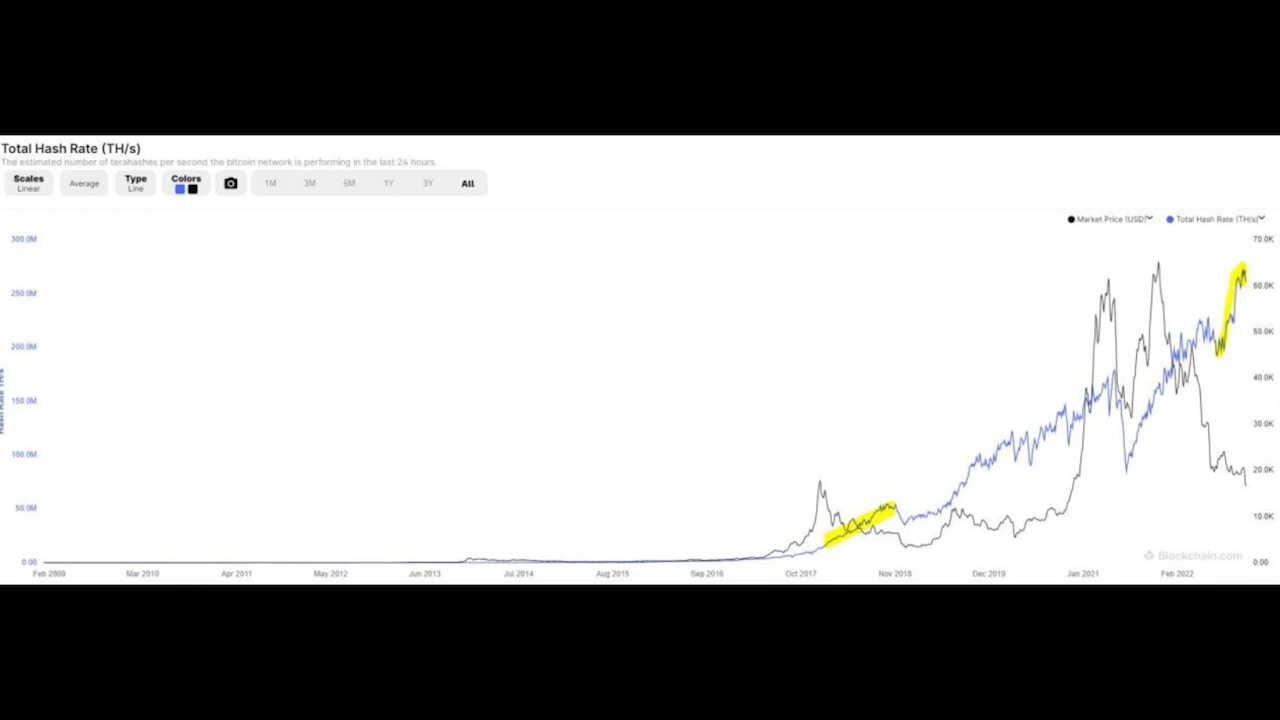 Total Hash Rate (TH/s)
The estimated number of terahashes per second the bitcoin network is performing in the last 24 hours.
Scales
Linear
Average
Type
Line
Colors
1M
3M
6M
1Y
3Y
All
Market Price (USD)
Total Hash Rate (TH/s)
300.0M
250.0M
200.0M
150.0M
100.0M
50.0M
0.00
Hash Rate TH/s
70.0K
60.0K
50.0K
40.0K
30.0K
20.0K
10.0K
0.00
Blockchain.com
Feb 2009
Mar 2010
Apr 2011
May 2012
Jun 2013
Jul 2014
Aug 2015
Sep 2016
Oct 2017
Nov 2018
Dec 2019
Jan 2021
Feb 2022